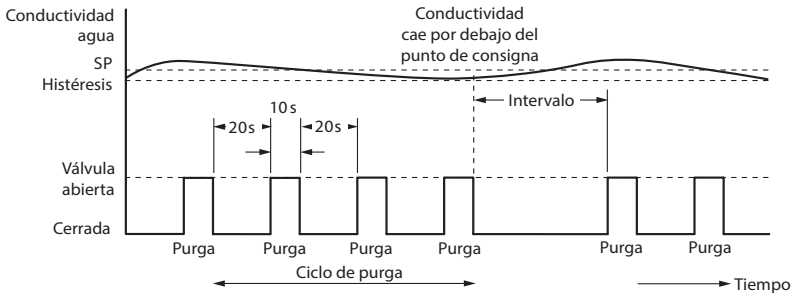 Conductividad
agua
SP
Histéresis
Conductividad
cae por debajo del
punto de consigna
Intervalo
10s
20s
20s
Válvula
abierta
Cerrada
Purga
Purga
Purga
Purga
Purga
Purga
Ciclo de purga
Tiempo